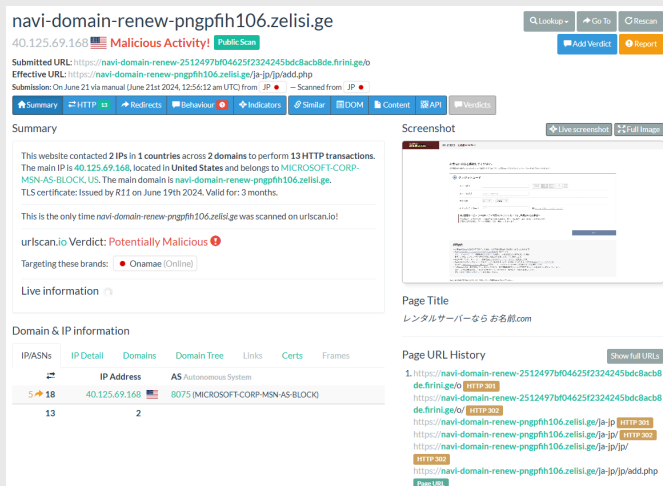 navi-domain-renew-pngpfih106.zelisi.ge
Lookup
Go To
Rescan
40.125.69.168 Malicious Activity! Public Scan
Add Verdict
Report
Submitted URL: https://navi-domain-renew-2512497bf04625f2324245bdc8acb8de.firini.ge/o
Effective URL: https://navi-domain-renew-pngpfih106.zelisi.ge/ja-jp/jp/add.php
Submission: On June 21 via manual (June 21st 2024, 12:56:12 am UTC) from JP — Scanned from JP
Summary
HTTP 13
Redirects
Behaviour
Indicators
Similar
DOM
Content
API
Verdicts
Summary
This website contacted 2 IPs in 1 countries across 2 domains to perform 13 HTTP transactions.
The main IP is 40.125.69.168, located in United States and belongs to MICROSOFT-CORP-
MSN-AS-BLOCK, US. The main domain is navi-domain-renew-pngpfih106.zelisi.ge.
TLS certificate: Issued by R11 on June 19th 2024. Valid for: 3 months.
This is the only time navi-domain-renew-pngpfih106.zelisi.ge was scanned on urlscan.io!
urlscan.io Verdict: Potentially Malicious
Targeting these brands: Onamae (Online)
Live information
Domain & IP information
IP/ASNs
IP Detail
Domains
Domain Tree
Links
Certs
Frames
IP Address
AS Autonomous System
5 18 40.125.69.168 8075 (MICROSOFT-CORP-MSN-AS-BLOCK)
13 2
Screenshot
Live screenshot
Full Image
Page Title
レンタルサーバーなら お名前.com
Page URL History
Show full URLs
1. https://navi-domain-renew-2512497bf04625f2324245bdc8acb8
de.firini.ge/o HTTP 301
https://navi-domain-renew-2512497bf04625f2324245bdc8acb8
de.firini.ge/o/ HTTP 302
https://navi-domain-renew-pngpfih106.zelisi.ge/ja-jp HTTP 301
https://navi-domain-renew-pngpfih106.zelisi.ge/ja-jp/ HTTP 302
https://navi-domain-renew-pngpfih106.zelisi.ge/ja-jp/jp/
HTTP 302
https://navi-domain-renew-pngpfih106.zelisi.ge/ja-jp/jp/add.php
Page URL